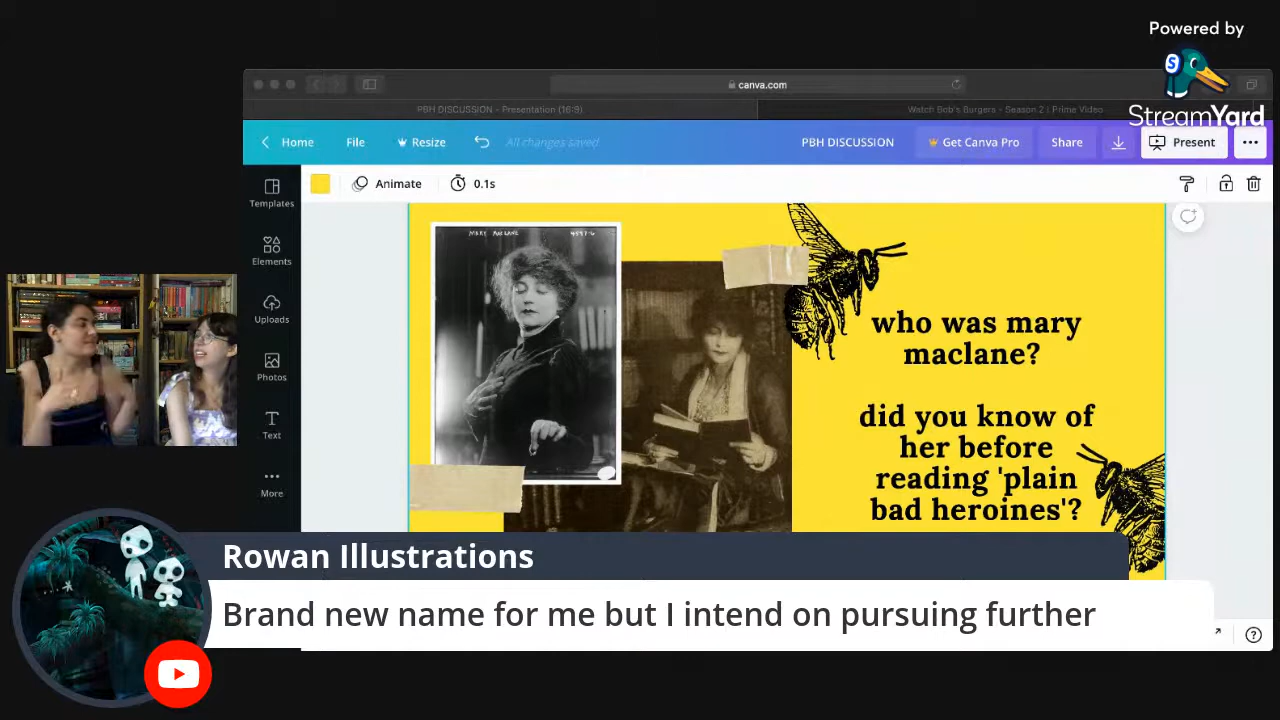 Powered by
StreamYard
canva.com
PBH DISCUSSION - Presentation (16:9)
Watch Bob's Burgers - Season 2 | Prime Video
Home
File
Resize
All changes saved
PBH DISCUSSION
Get Canva Pro
Share
Present
Animate
0.1s
Templates
Elements
Uploads
Photos
Text
More
MARY MACLANE 4597-6
who was mary
maclane?
did you know of
her before
reading 'plain
bad heroines'?
Rowan Illustrations
Brand new name for me but I intend on pursuing further